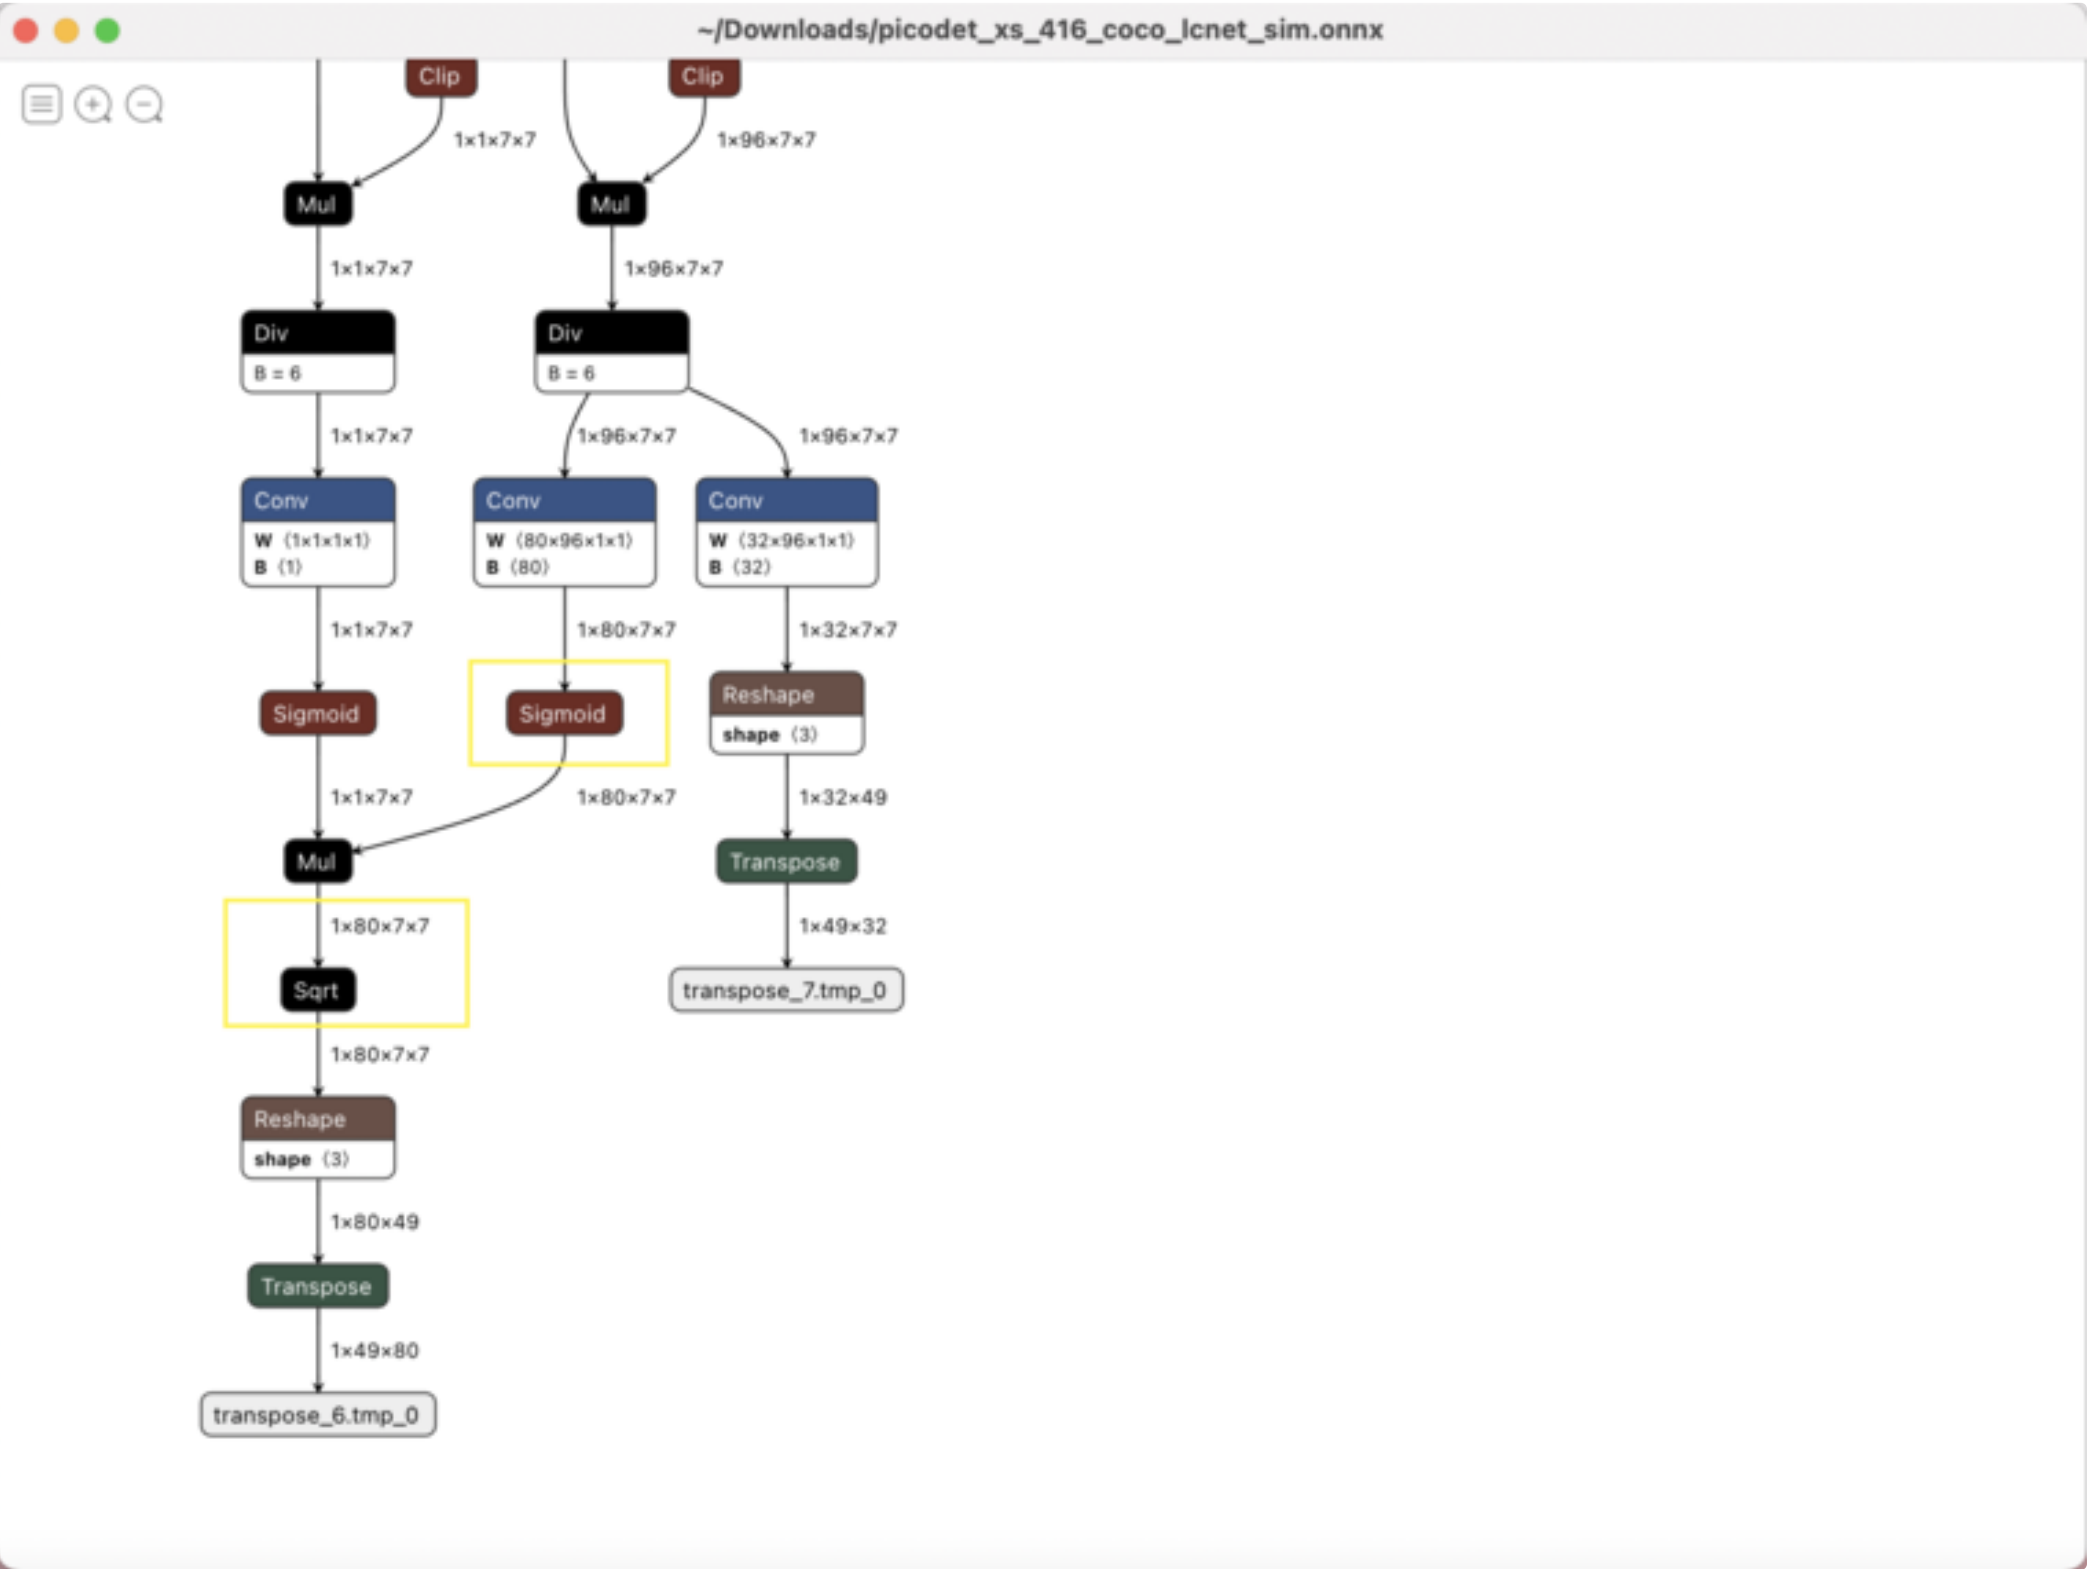 ~/Downloads/picodet_xs_416_coco_lcnet_sim.onnx
Clip
Clip
1×1×7×7
1×96×7×7
Mul
Mul
1×1×7×7
1×96×7×7
Div
Div
B = 6
B = 6
1×1×7×7
1×96×7×7
1×96×7×7
Conv
Conv
Conv
W ⟨1×1×1×1⟩
W ⟨80×96×1×1⟩
W ⟨32×96×1×1⟩
B ⟨1⟩
B ⟨80⟩
B ⟨32⟩
1×1×7×7
1×80×7×7
1×32×7×7
Sigmoid
Sigmoid
Reshape
shape ⟨3⟩
1×1×7×7
1×80×7×7
1×32×49
Mul
Transpose
1×80×7×7
1×49×32
Sqrt
transpose_7.tmp_0
1×80×7×7
Reshape
shape ⟨3⟩
1×80×49
Transpose
1×49×80
transpose_6.tmp_0